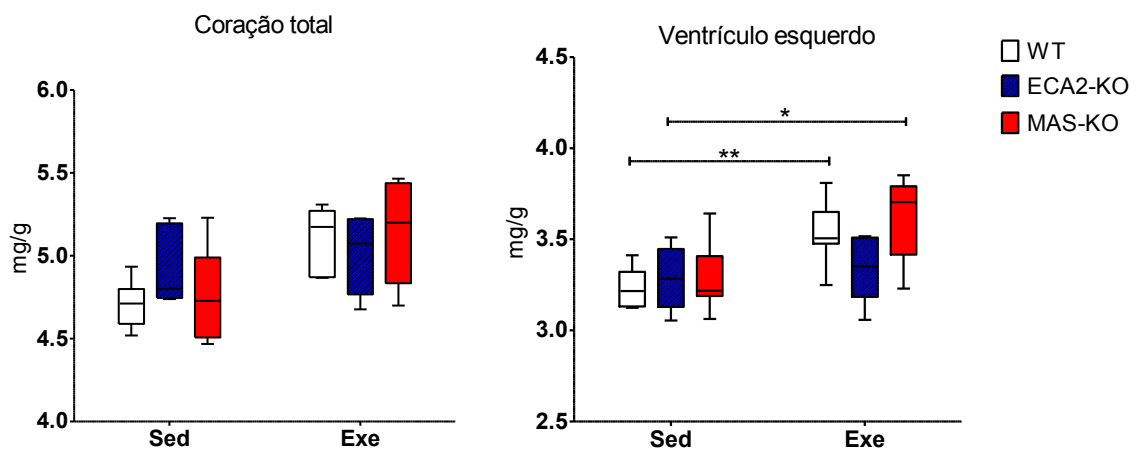 Coração total
mg/g
6.0
5.5
5.0
4.5
4.0
Sed Exe
Ventrículo esquerdo
mg/g
4.5
4.0
3.5
3.0
2.5
*
**
Sed Exe
WT
ECA2-KO
MAS-KO